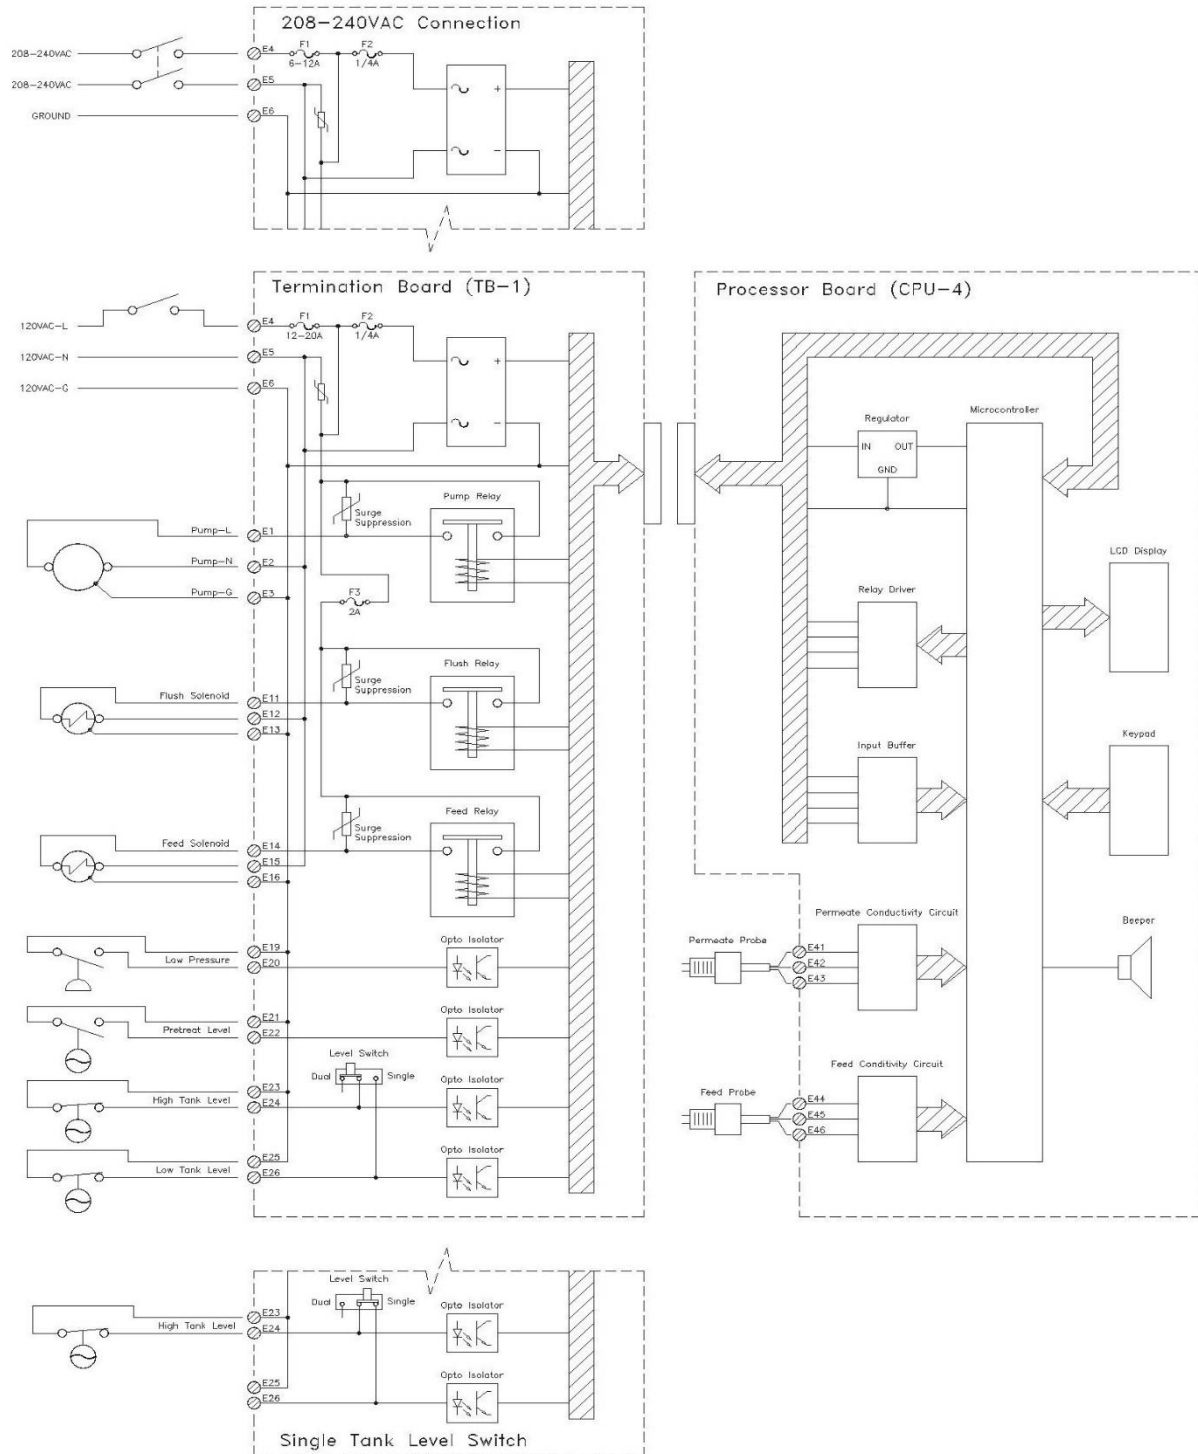 208-240VAC Connection
208-240VAC
E4
F1
6-12A
F2
1/4A
+
208-240VAC
E5
GROUND
E6
-
Termination Board (TB-1)
Processor Board (CPU-4)
120VAC-L
E4
F1
12-20A
F2
1/4A
120VAC-N
E5
+
120VAC-G
E6
-
Regulator
Microcontroller
IN OUT
GND
Pump Relay
Surge
Suppression
Pump-L
E1
Pump-N
E2
Pump-G
E3
F3
2A
LCD Display
Relay Driver
Flush Relay
Surge
Suppression
Flush Solenoid
E11
E12
E13
Input Buffer
Keypad
Feed Relay
Surge
Suppression
Feed Solenoid
E14
E15
E16
Permeate Conductivity Circuit
Beeper
Permeate Probe
E41
E42
E43
Opto Isolator
E19
Low Pressure
E20
Opto Isolator
E21
Pretreat Level
E22
Level Switch
Dual
Single
Opto Isolator
E23
High Tank Level
E24
Feed Conditivity Circuit
Feed Probe
E44
E45
E46
Opto Isolator
E25
Low Tank Level
E26
Level Switch
Dual
Single
Opto Isolator
E23
High Tank Level
E24
Opto Isolator
E25
E26
Single Tank Level Switch